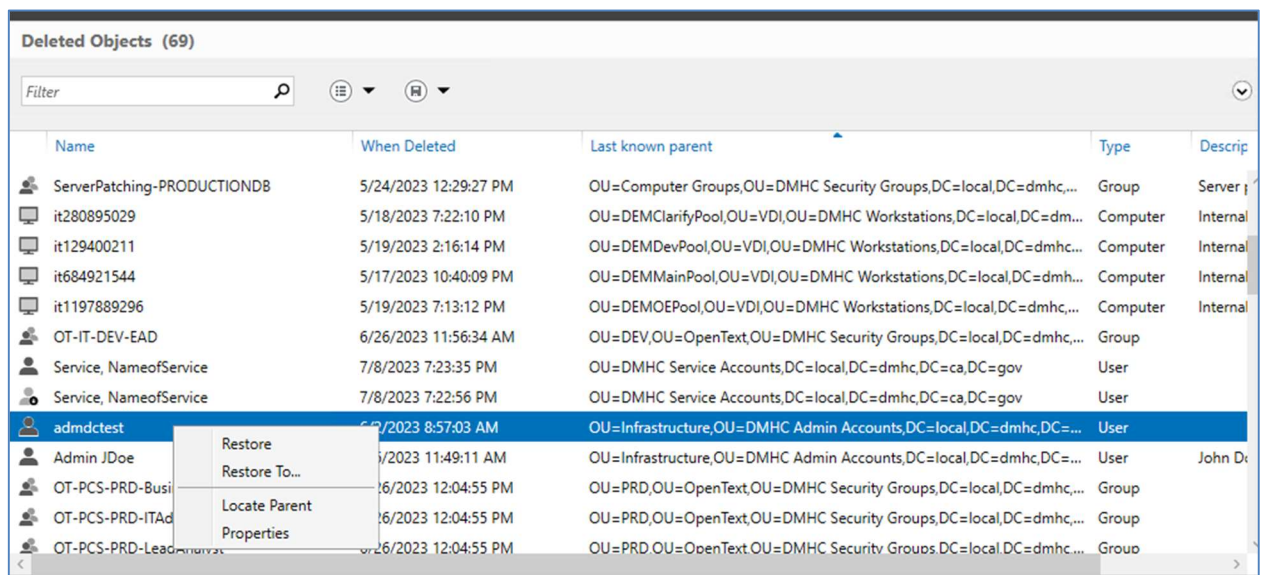 Deleted Objects (69)
Filter
Name When Deleted Last known parent Type Descrip
ServerPatching-PRODUCTIONDB 5/24/2023 12:29:27 PM OU=Computer Groups,OU=DMHC Security Groups,DC=local,DC=dmhc,... Group Server
it280895029 5/18/2023 7:22:10 PM OU=DEMClarifyPool,OU=VDI,OU=DMHC Workstations,DC=local,DC=dm... Computer Internal
it129400211 5/19/2023 2:16:14 PM OU=DEMDevPool,OU=VDI,OU=DMHC Workstations,DC=local,DC=dmhc... Computer Internal
it684921544 5/17/2023 10:40:09 PM OU=DEMMainPool,OU=VDI,OU=DMHC Workstations,DC=local,DC=dmh... Computer Internal
it1197889296 5/19/2023 7:13:12 PM OU=DEMOEPool,OU=VDI,OU=DMHC Workstations,DC=local,DC=dmhc,... Computer Internal
OT-IT-DEV-EAD 6/26/2023 11:56:34 AM OU=DEV,OU=OpenText,OU=DMHC Security Groups,DC=local,DC=dmhc,... Group
Service, NameofService 7/8/2023 7:23:35 PM OU=DMHC Service Accounts,DC=local,DC=dmhc,DC=ca,DC=gov User
Service, NameofService 7/8/2023 7:22:56 PM OU=DMHC Service Accounts,DC=local,DC=dmhc,DC=ca,DC=gov User
admdctest /2023 8:57:03 AM OU=Infrastructure,OU=DMHC Admin Accounts,DC=local,DC=dmhc,DC=... User
Restore
Admin JDoe /2023 11:49:11 AM OU=Infrastructure,OU=DMHC Admin Accounts,DC=local,DC=dmhc,DC=... User John
Restore To...
OT-PCS-PRD-Busi 26/2023 12:04:55 PM OU=PRD,OU=OpenText,OU=DMHC Security Groups,DC=local,DC=dmhc,... Group
Locate Parent
OT-PCS-PRD-ITAd 26/2023 12:04:55 PM OU=PRD,OU=OpenText,OU=DMHC Security Groups,DC=local,DC=dmhc,... Group
Properties
OT-PCS-PRD-LeadAnalyst 6/26/2023 12:04:55 PM OU=PRD,OU=OpenText,OU=DMHC Security Groups,DC=local,DC=dmhc,... Group